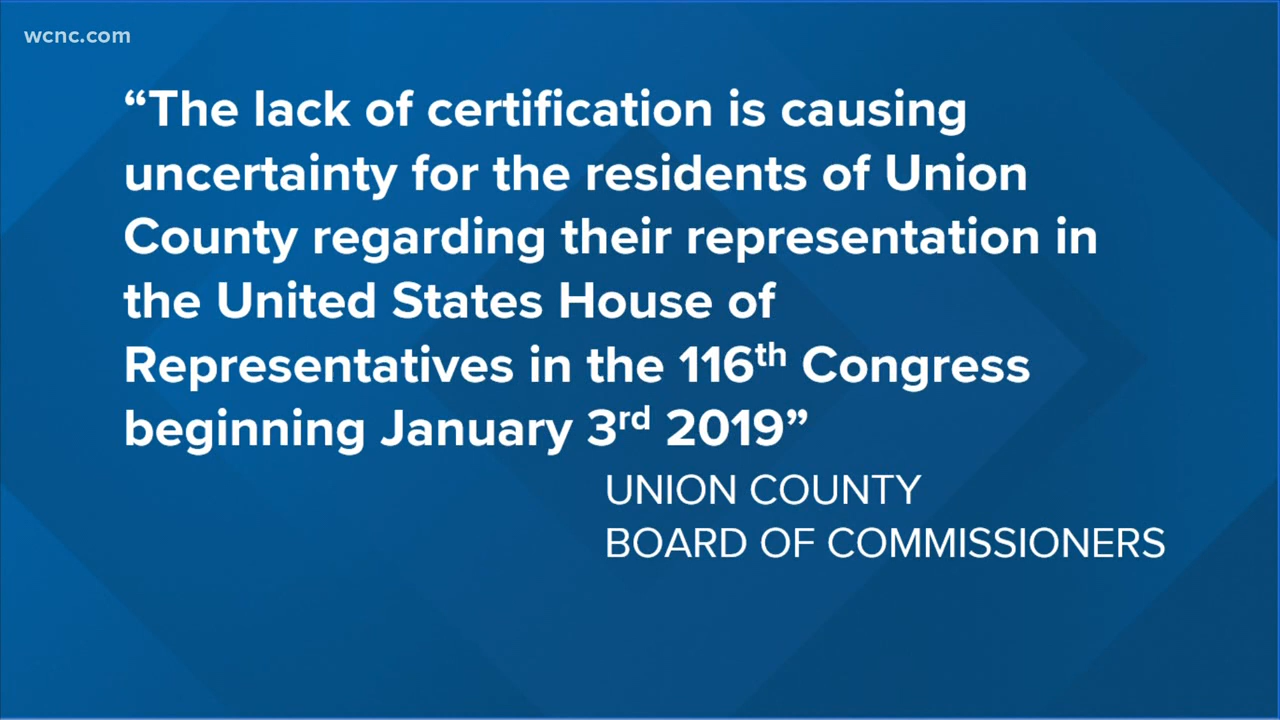 wcnc.com
“The lack of certification is causing
uncertainty for the residents of Union
County regarding their representation in
the United States House of
Representatives in the 116th Congress
beginning January 3rd 2019”
UNION COUNTY
BOARD OF COMMISSIONERS